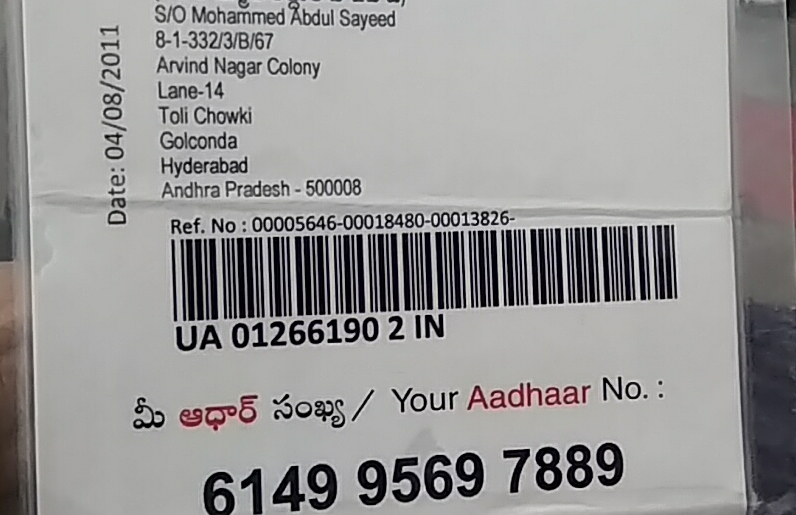 S/O Mohammed Abdul Sayeed
8-1-332/3/B/67
Arvind Nagar Colony
Lane-14
Toli Chowki
Golconda
Hyderabad
Andhra Pradesh - 500008
Date: 04/08/2011
Ref. No : 00005646-00018480-00013826-
UA 01266190 2 IN
మీ ఆధార్ సంఖ్య / Your Aadhaar No. :
6149 9569 7889